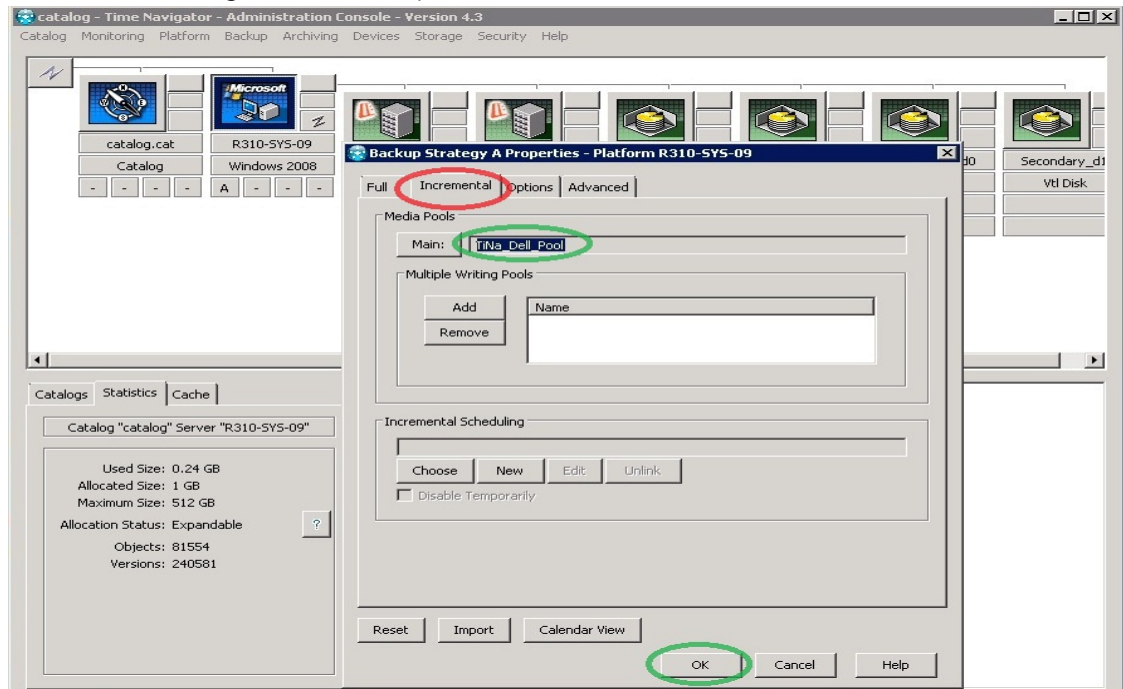 catalog - Time Navigator - Administration Console - Version 4.3
Catalog Monitoring Platform Backup Archiving Devices Storage Security Help
Microsoft
catalog.cat R310-SYS-09
Catalog Windows 2008
- - - - A - - -
d0 Secondary_d1
Vtl Disk
Backup Strategy A Properties - Platform R310-SYS-09
Full Incremental Options Advanced
Media Pools
Main: TiNa_Dell_Pool
Multiple Writing Pools
Add Name
Remove
Incremental Scheduling
Choose New Edit Unlink
Disable Temporarily
Reset Import Calendar View
OK Cancel Help
Catalogs Statistics Cache
Catalog "catalog" Server "R310-SYS-09"
Used Size: 0.24 GB
Allocated Size: 1 GB
Maximum Size: 512 GB
Allocation Status: Expandable ?
Objects: 81554
Versions: 240581